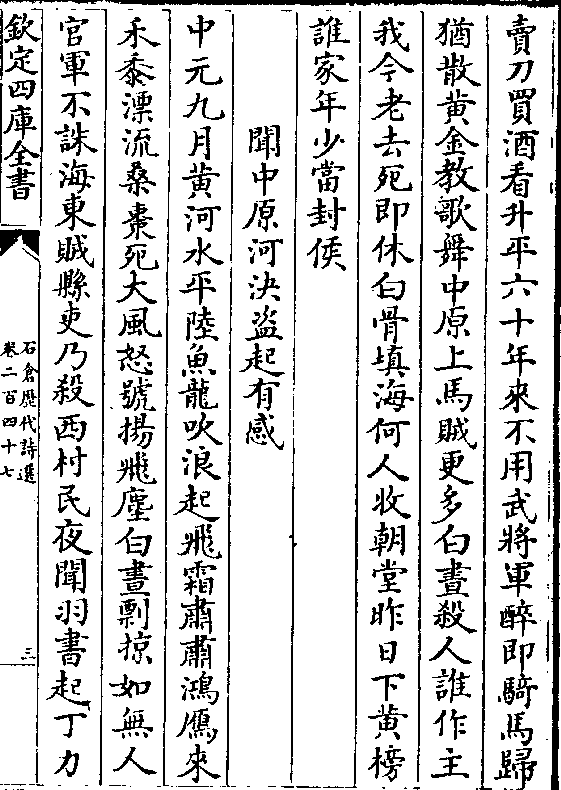 賣刀買酒看升平六十年來不用武將軍醉即騎馬歸
猶散黄金教歌舞中原上馬賊更多白晝殺人誰作主
我今老去死即休白骨填海何人收朝堂昨日下黄榜
誰家年少當封侯
聞中原河決盜起有感
中元九月黄河水平陸魚龍吹浪起飛霜肅肅鴻鴈來
禾黍漂流桑棗死大風怒號揚飛塵白晝剽掠如無人
官軍不誅海東賊縣吏乃殺西村民夜聞羽書起丁力
欽定四庫全書
石倉歷代詩選
卷二百四十七
三